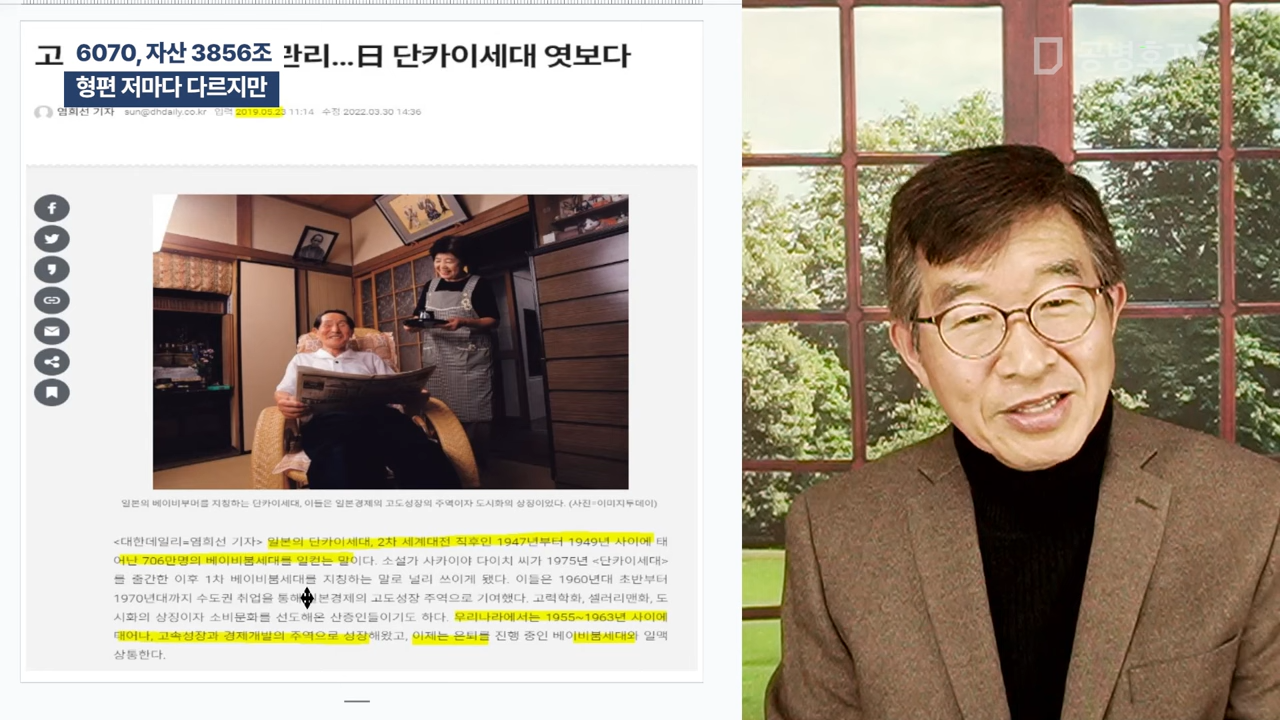 고 6070, 자산 3856조 관리...日 단카이세대 엿보다
형편 저마다 다르지만
염희선 기자 sun@dhdaily.co.kr 입력 2019.05.23 11:14 수정 2022.03.30 14:36
공병호TV
일본의 베이비부머를 지칭하는 단카이세대, 이들은 일본경제의 고도성장의 주역이자 도시화의 상징이었다. (사진=이미지투데이)
<대한데일리=염희선 기자> 일본의 단카이세대, 2차 세계대전 직후인 1947년부터 1949년 사이에 태
어난 706만명의 베이비붐세대를 일컫는 말이다. 소설가 사카이야 다이치 씨가 1975년 <단카이세대>
를 출간한 이후 1차 베이비붐세대를 지칭하는 말로 널리 쓰이게 됐다. 이들은 1960년대 초반부터
1970년대까지 수도권 취업을 통해 일본경제의 고도성장 주역으로 기여했다. 고력학화, 셀러리맨화, 도
시화의 상징이자 소비문화를 선도해온 산증인들이기도 하다. 우리나라에서는 1955~1963년 사이에
태어나, 고속성장과 경제개발의 주역으로 성장해왔고, 이제는 은퇴를 진행 중인 베이비붐세대와 일맥
상통한다.